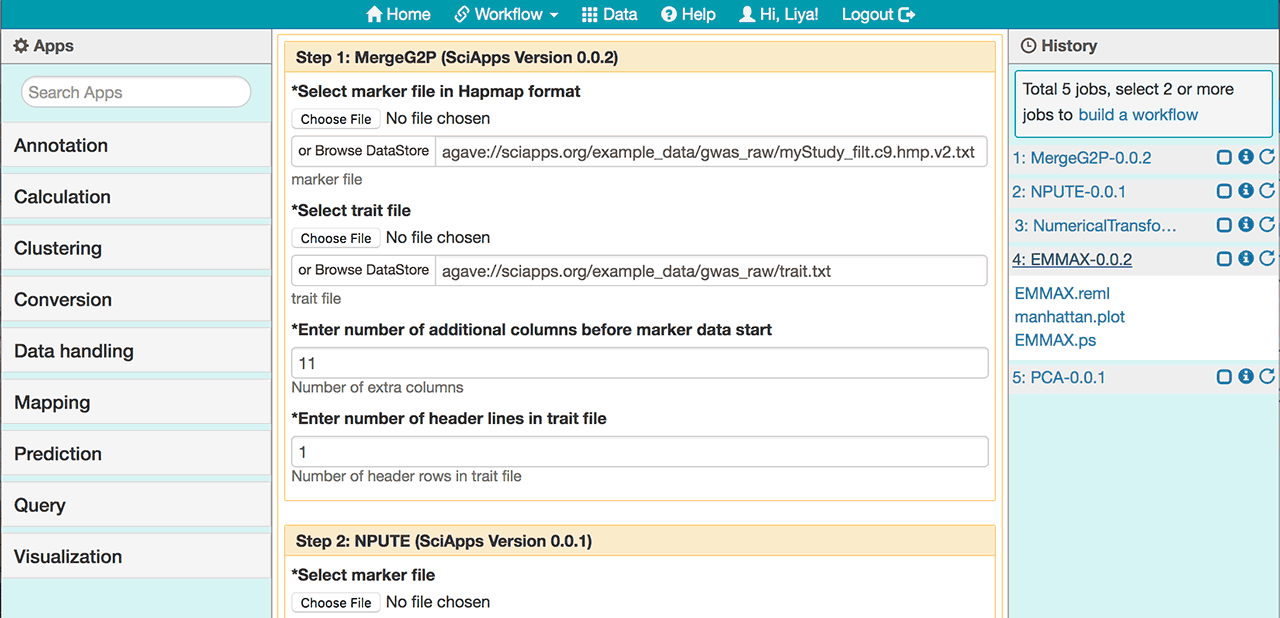 Home Workflow Data Help Hi, Liya! Logout
Apps
Search Apps
Annotation
Calculation
Clustering
Conversion
Data handling
Mapping
Prediction
Query
Visualization
Step 1: MergeG2P (SciApps Version 0.0.2)
*Select marker file in Hapmap format
Choose File No file chosen
or Browse DataStore agave://sciapps.org/example_data/gwas_raw/myStudy_filt.c9.hmp.v2.txt
marker file
*Select trait file
Choose File No file chosen
or Browse DataStore agave://sciapps.org/example_data/gwas_raw/trait.txt
trait file
*Enter number of additional columns before marker data start
11
Number of extra columns
*Enter number of header lines in trait file
1
Number of header rows in trait file
Step 2: NPUTE (SciApps Version 0.0.1)
*Select marker file
Choose File No file chosen
History
Total 5 jobs, select 2 or more
jobs to build a workflow
1: MergeG2P-0.0.2
2: NPUTE-0.0.1
3: NumericalTransfo...
4: EMMAX-0.0.2
EMMAX.reml
manhattan.plot
EMMAX.ps
5: PCA-0.0.1